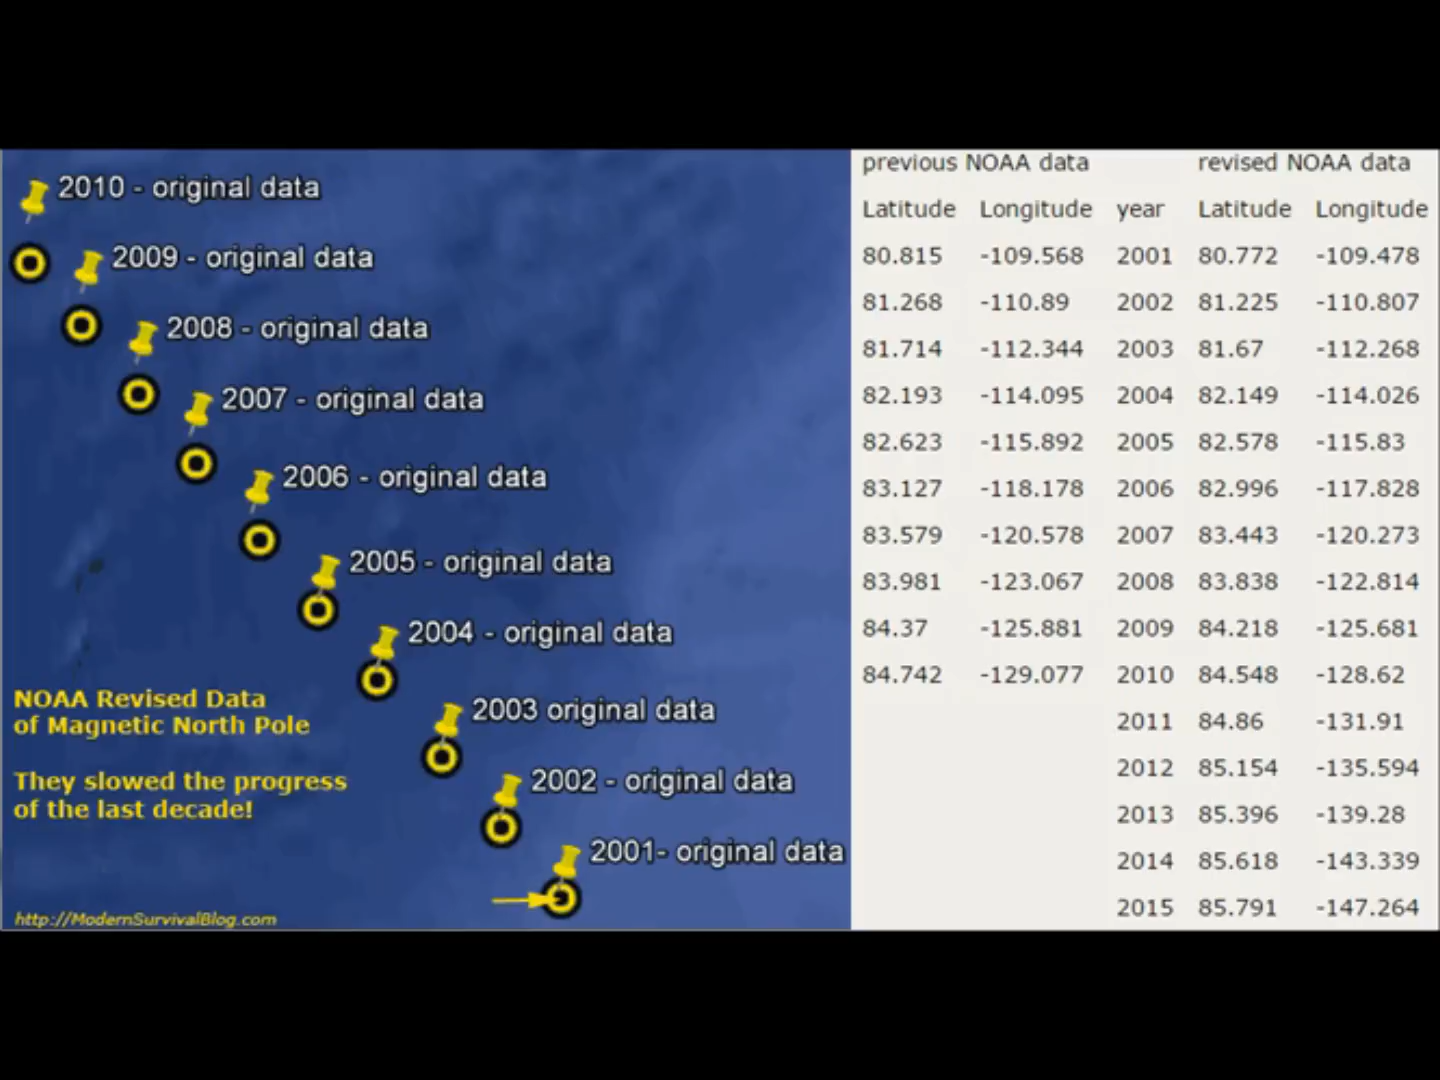 2010 - original data
2009 - original data
2008 - original data
2007 - original data
2006 - original data
2005 - original data
2004 - original data
2003 original data
2002 - original data
2001- original data
NOAA Revised Data
of Magnetic North Pole
They slowed the progress
of the last decade!
http://ModernSurvivalBlog.com
previous NOAA data revised NOAA data
Latitude Longitude year Latitude Longitude
80.815 -109.568 2001 80.772 -109.478
81.268 -110.89 2002 81.225 -110.807
81.714 -112.344 2003 81.67 -112.268
82.193 -114.095 2004 82.149 -114.026
82.623 -115.892 2005 82.578 -115.83
83.127 -118.178 2006 82.996 -117.828
83.579 -120.578 2007 83.443 -120.273
83.981 -123.067 2008 83.838 -122.814
84.37 -125.881 2009 84.218 -125.681
84.742 -129.077 2010 84.548 -128.62
2011 84.86 -131.91
2012 85.154 -135.594
2013 85.396 -139.28
2014 85.618 -143.339
2015 85.791 -147.264